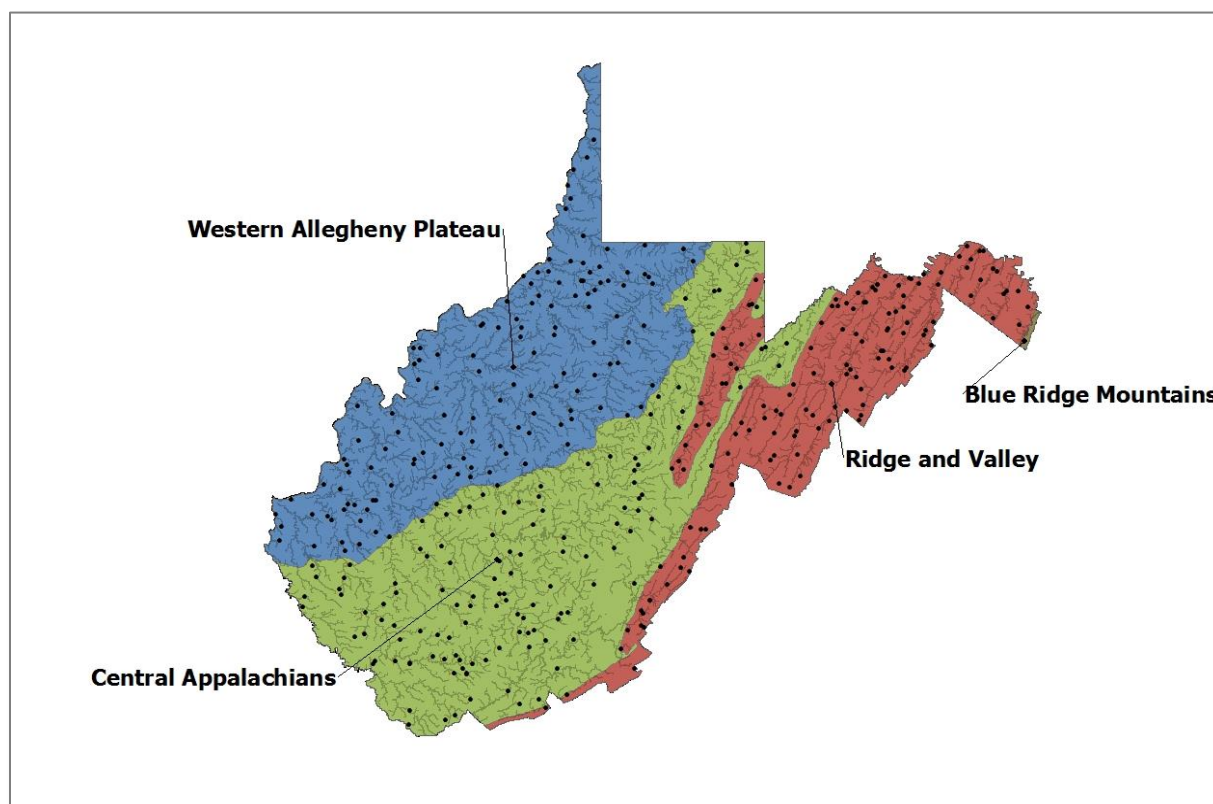 Western Allegheny Plateau
Blue Ridge Mountains
Ridge and Valley
Central Appalachians